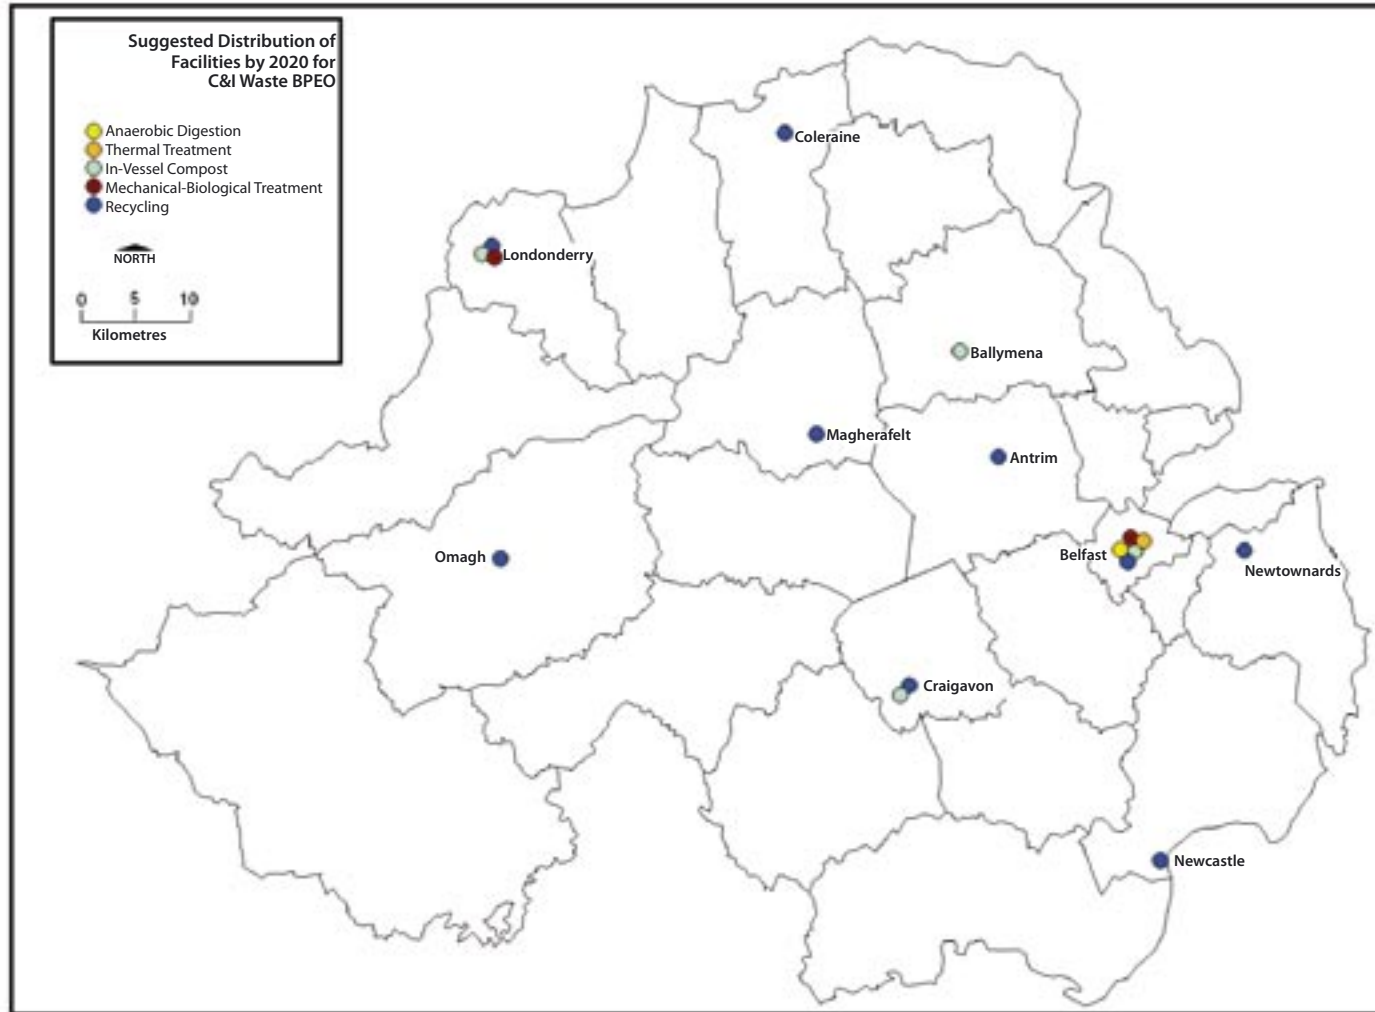 Suggested Distribution of
Facilities by 2020 for
C&I Waste BPEO
Anaerobic Digestion
Thermal Treatment
In-Vessel Compost
Mechanical-Biological Treatment
Recycling
NORTH
0 5 10
Kilometres
Coleraine
Londonderry
Ballymena
Magherafelt
Antrim
Omagh
Belfast
Newtownards
Craigavon
Newcastle